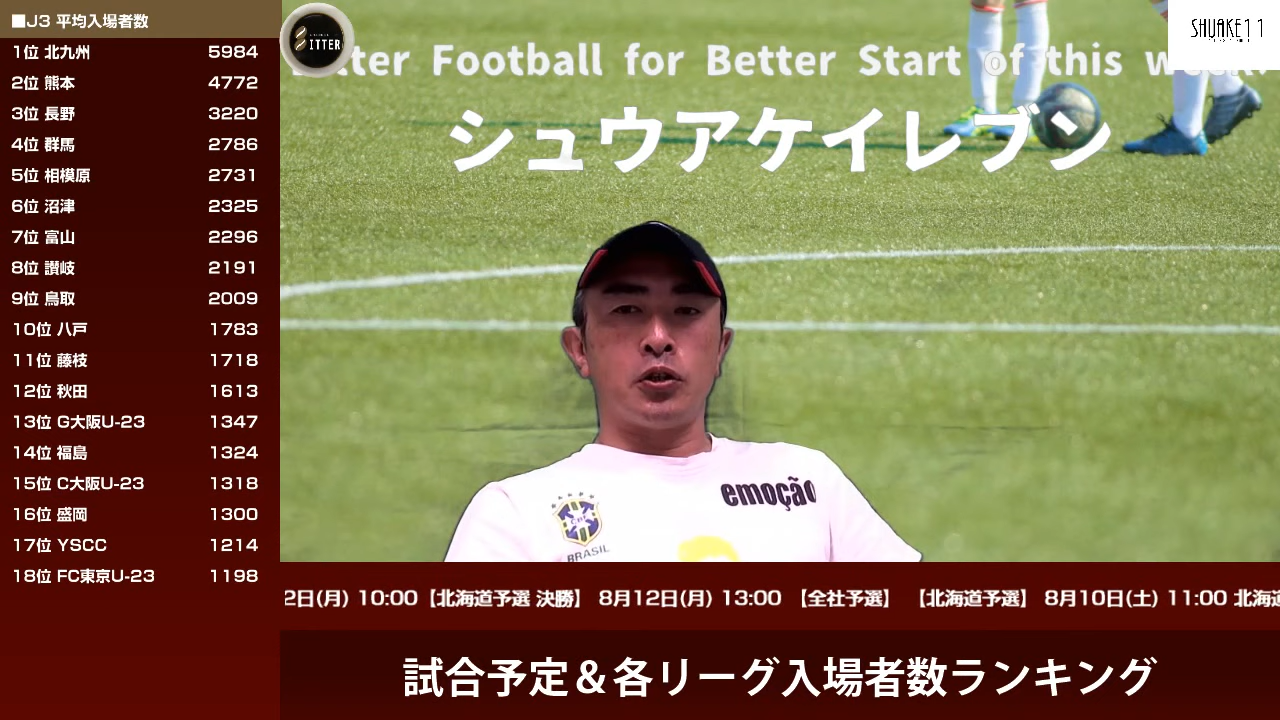 ■J3 平均入場者数
1位 北九州 5984
2位 熊本 4772
3位 長野 3220
4位 群馬 2786
5位 相模原 2731
6位 沼津 2325
7位 富山 2296
8位 讃岐 2191
9位 鳥取 2009
10位 八戸 1783
11位 藤枝 1718
12位 秋田 1613
13位 G大阪U-23 1347
14位 福島 1324
15位 C大阪U-23 1318
16位 盛岡 1300
17位 YSCC 1214
18位 FC東京U-23 1198
ITTER
SHUAKE11
tter Football for Better Start of this week
シュウアケイレブン
emoção
CBF
BRASIL
2日(月) 10:00【北海道予選 決勝】 8月12日(月) 13:00 【全社予選】 【北海道予選】 8月10日(土) 11:00 北海道
試合予定＆各リーグ入場者数ランキング